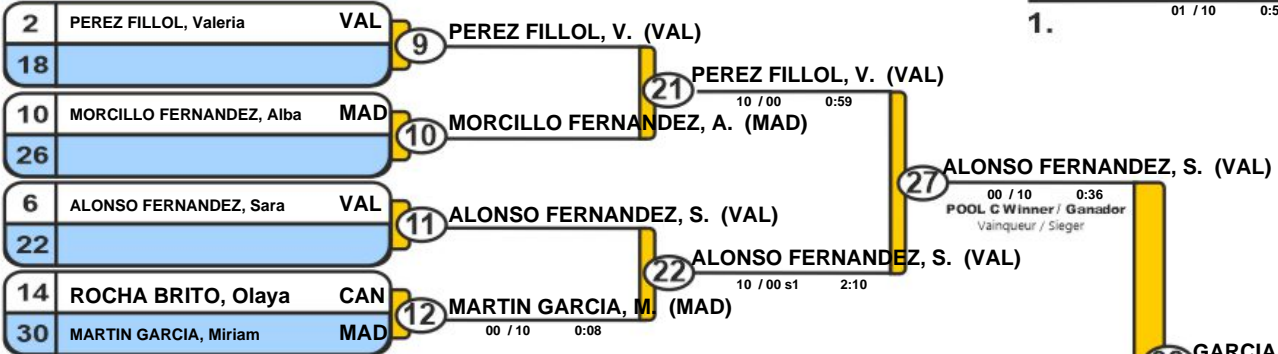 01 / 10
1.
2 PEREZ FILLOL, Valeria VAL
18
9 PEREZ FILLOL, V. (VAL)
21 PEREZ FILLOL, V. (VAL)
10 / 00 0:59
10 MORCILLO FERNANDEZ, Alba MAD
26
10 MORCILLO FERNANDEZ, A. (MAD)
27 ALONSO FERNANDEZ, S. (VAL)
00 / 10 0:36
POOL C Winner / Ganador
Vainqueur / Sieger
6 ALONSO FERNANDEZ, Sara VAL
22
11 ALONSO FERNANDEZ, S. (VAL)
22 ALONSO FERNANDEZ, S. (VAL)
10 / 00 s1 2:10
14 ROCHA BRITO, Olaya CAN
30 MARTIN GARCIA, Miriam MAD
12 MARTIN GARCIA, M. (MAD)
00 / 10 0:08
GARCIA